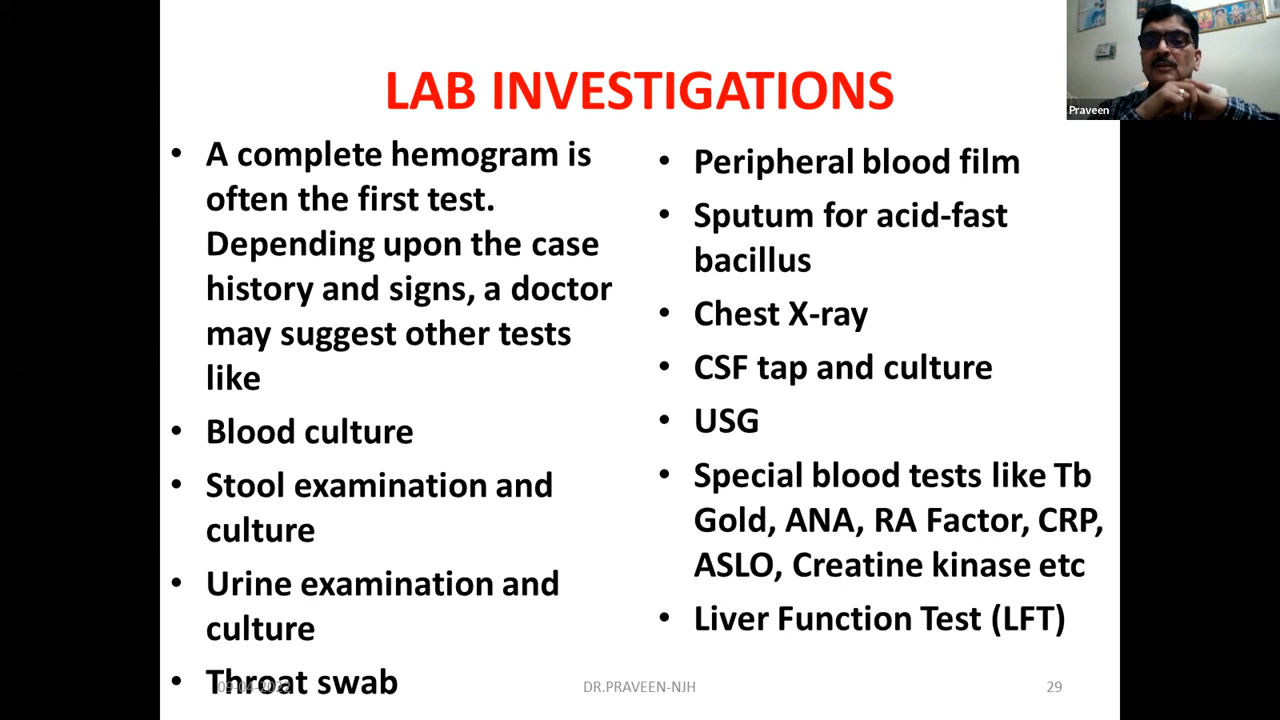 LAB INVESTIGATIONS
• A complete hemogram is
often the first test.
Depending upon the case
history and signs, a doctor
may suggest other tests
like
• Blood culture
• Stool examination and
culture
• Urine examination and
culture
• Throat swab
• Peripheral blood film
• Sputum for acid-fast
bacillus
• Chest X-ray
• CSF tap and culture
• USG
• Special blood tests like Tb
Gold, ANA, RA Factor, CRP,
ASLO, Creatine kinase etc
• Liver Function Test (LFT)
DR.PRAVEEN-NJH
29
Praveen